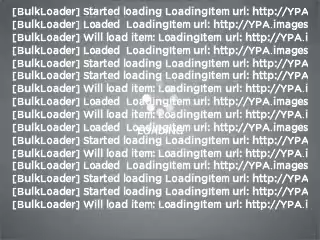 [BulkLoader] Started loading LoadingItem url: http://YPA
[BulkLoader] Loaded  LoadingItem url: http://YPA.images
[BulkLoader] Will load item: LoadingItem url: http://YPA.i
[BulkLoader] Loaded  LoadingItem url: http://YPA.images
[BulkLoader] Started loading LoadingItem url: http://YPA
[BulkLoader] Started loading LoadingItem url: http://YPA
[BulkLoader] Will load item: LoadingItem url: http://YPA.i
[BulkLoader] Loaded  LoadingItem url: http://YPA.images
[BulkLoader] Will load item: LoadingItem url: http://YPA.i
[BulkLoader] Loaded  LoadingItem url: http://YPA.images
LOADING
[BulkLoader] Started loading LoadingItem url: http://YPA
[BulkLoader] Will load item: LoadingItem url: http://YPA.i
[BulkLoader] Loaded  LoadingItem url: http://YPA.images
[BulkLoader] Started loading LoadingItem url: http://YPA
[BulkLoader] Started loading LoadingItem url: http://YPA
[BulkLoader] Will load item: LoadingItem url: http://YPA.i